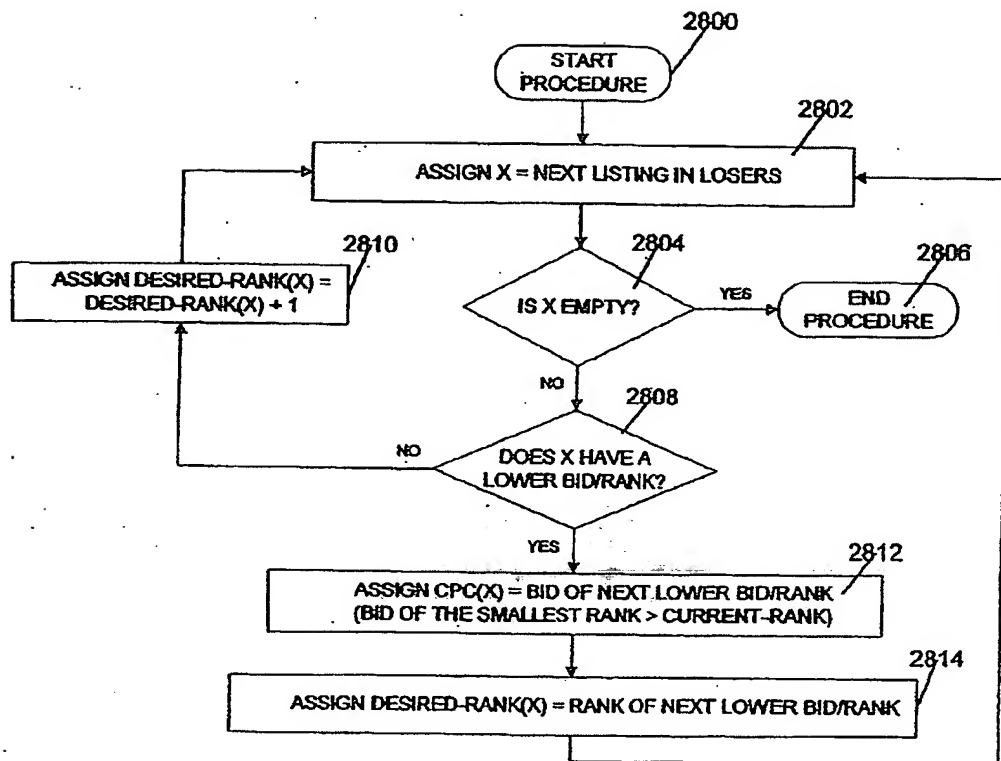 2800
START
PROCEDURE
2802
ASSIGN X = NEXT LISTING IN LOSERS
2810
ASSIGN DESIRED-RANK(X) =
DESIRED-RANK(X) + 1
2804
IS X EMPTY?
YES
2806
END
PROCEDURE
NO
2808
DOES X HAVE A
LOWER BID/RANK?
NO
YES
2812
ASSIGN CPC(X) = BID OF NEXT LOWER BID/RANK
(BID OF THE SMALLEST RANK > CURRENT-RANK)
2814
ASSIGN DESIRED-RANK(X) = RANK OF NEXT LOWER BID/RANK